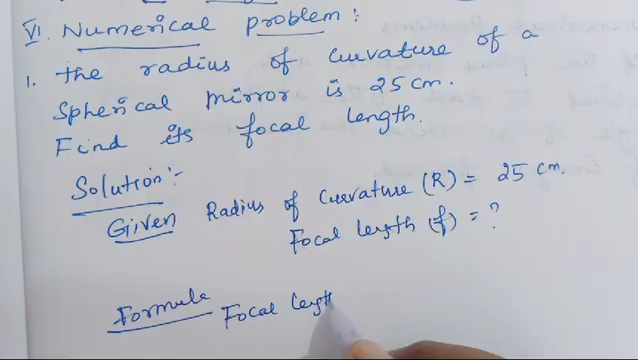 VI. Numerical problem:
1. the radius of curvature of a
Spherical mirror is 25 cm.
Find its focal length.
Solution:-
Given Radius of Curvature (R) = 25 cm.
Focal length (f) = ?
Formula Focal length